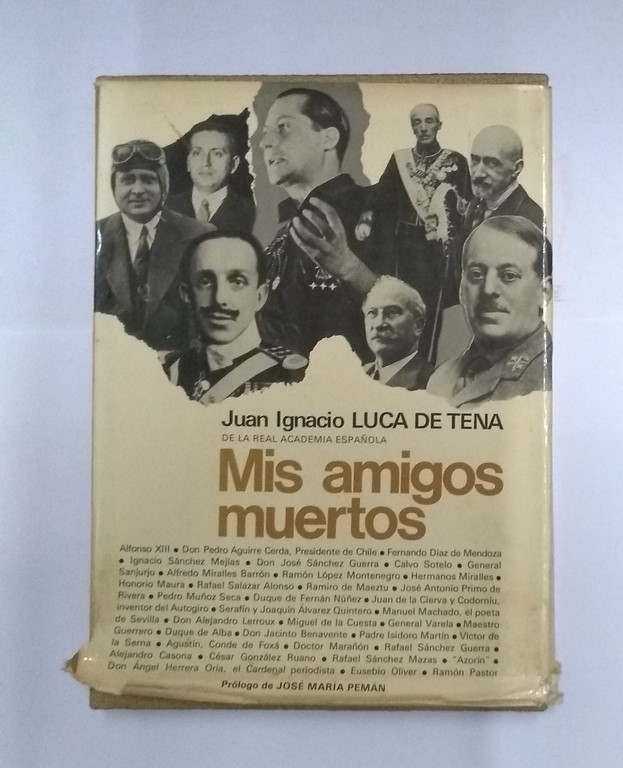 Juan Ignacio LUCA DE TENA
DE LA REAL ACADEMIA ESPAÑOLA
Mis amigos
muertos
Alfonso XIII • Don Pedro Aguirre Cerda, Presidente de Chile • Fernando Díaz de Mendoza
• Ignacio Sánchez Mejías • Don José Sánchez Guerra • Calvo Sotelo • General
Sanjurjo • Alfredo Miralles Barrón • Ramón López Montenegro • Hermanos Miralles •
Honorio Maura • Rafael Salazar Alonso • Ramiro de Maeztu • José Antonio Primo de
Rivera • Pedro Muñoz Seca • Duque de Fernán Núñez • Juan de la Cierva y Codorníu,
inventor del Autogiro • Serafín y Joaquín Álvarez Quintero • Manuel Machado, el poeta
de Sevilla • Don Alejandro Lerroux • Miguel de la Cuesta • General Varela • Maestro
Guerrero • Duque de Alba • Don Jacinto Benavente • Padre Isidoro Martín • Víctor de
la Serna • Agustín, Conde de Foxá • Doctor Marañón • Rafael Sánchez Guerra •
Alejandro Casona • César González Ruano • Rafael Sánchez Mazas • "Azorín" •
Don Ángel Herrera Oria, el Cardenal periodista • Eusebio Oliver • Ramón Pastor
Prólogo de JOSÉ MARÍA PEMÁN